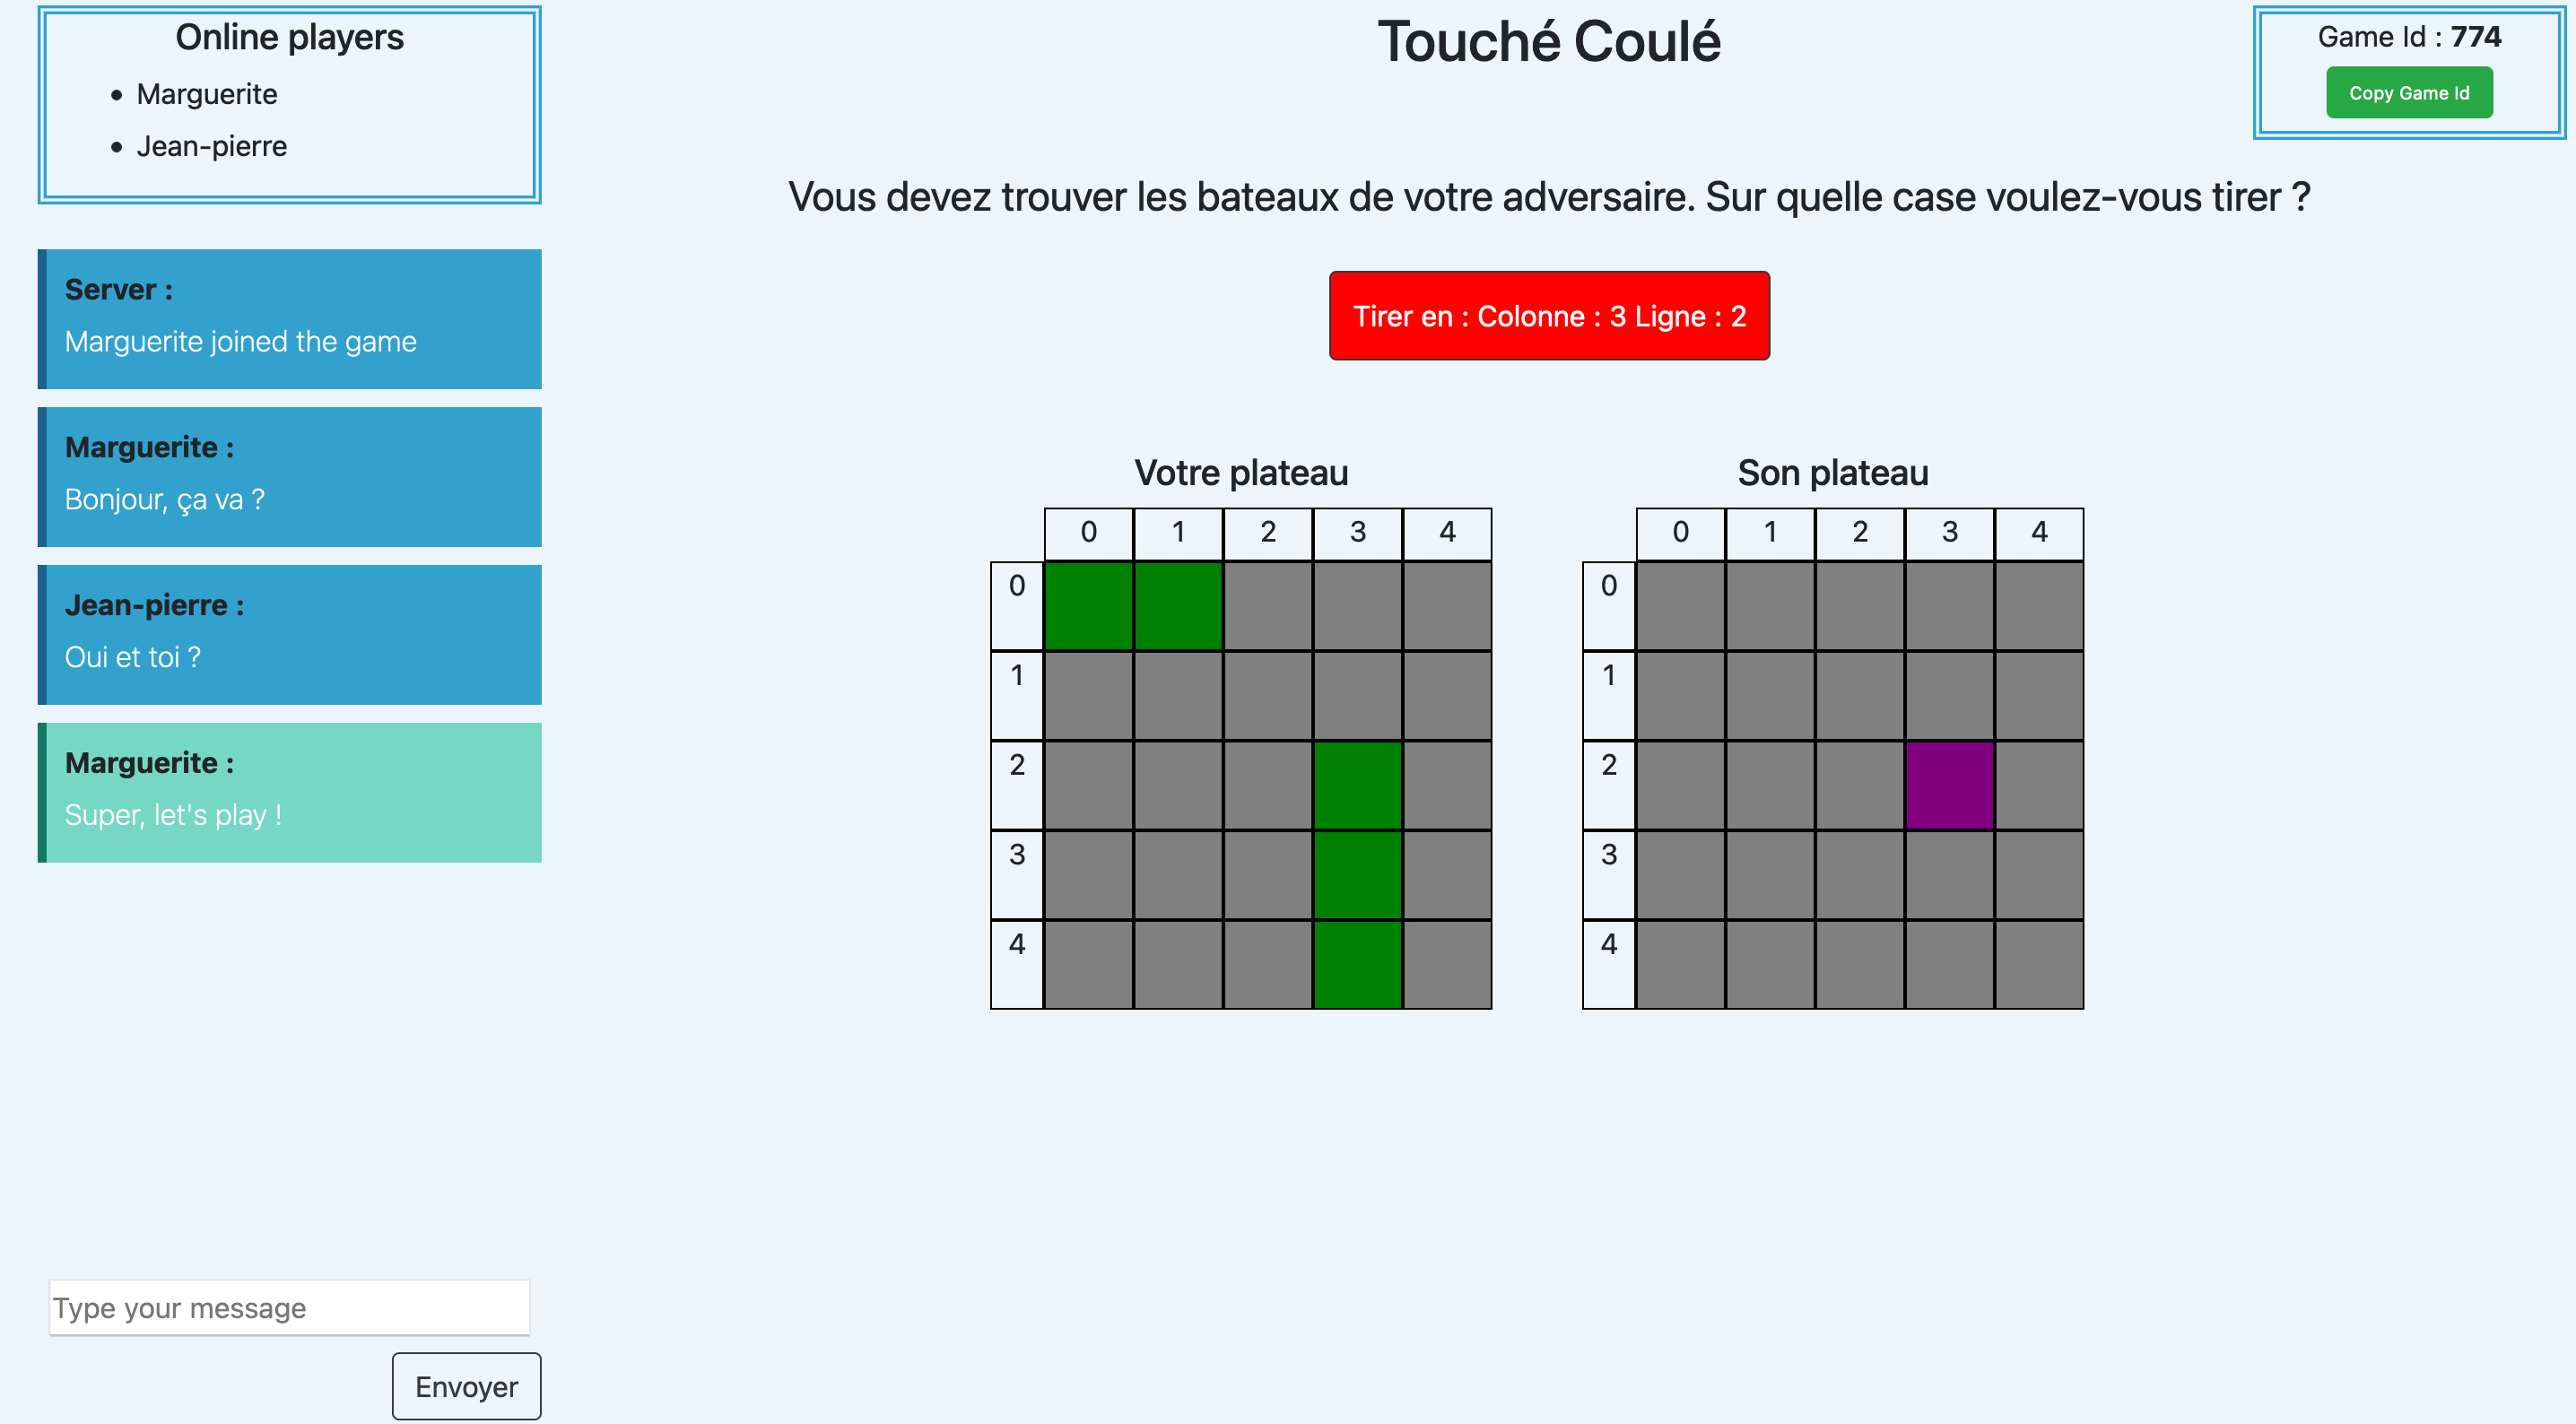 Online players
Marguerite
Jean-pierre
Server :
Marguerite joined the game
Marguerite :
Bonjour, ça va ?
Jean-pierre :
Oui et toi ?
Marguerite :
Super, let's play !
Type your message
Envoyer
Touché Coulé
Vous devez trouver les bateaux de votre adversaire. Sur quelle case voulez-vous tirer ?
Tirer en : Colonne : 3 Ligne : 2
Votre plateau
0 1 2 3 4
0
1
2
3
4
Son plateau
0 1 2 3 4
0
1
2
3
4
Game Id : 774
Copy Game Id